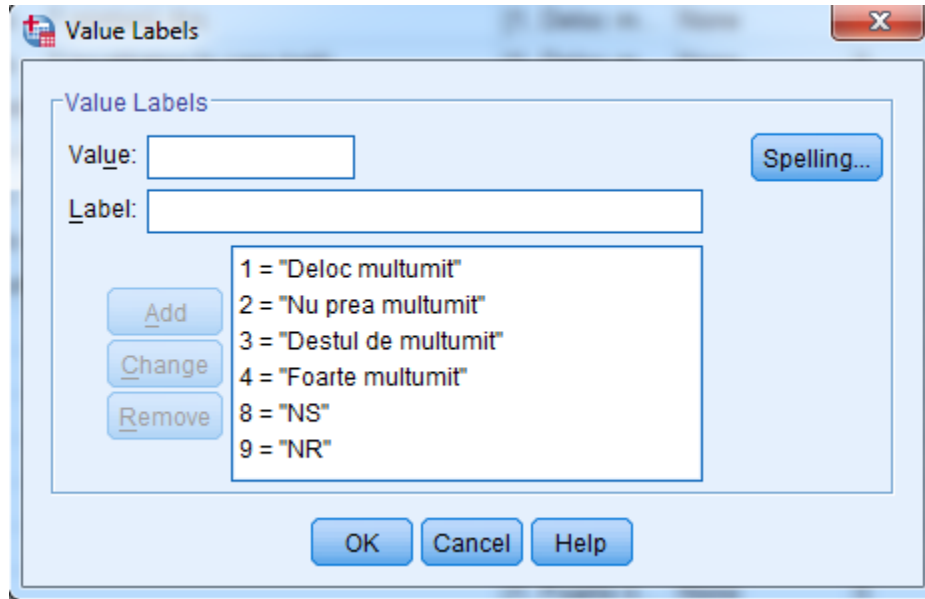 Value Labels
Value Labels
Value:
Spelling...
Label:
1 = "Deloc multumit"
2 = "Nu prea multumit"
3 = "Destul de multumit"
4 = "Foarte multumit"
8 = "NS"
9 = "NR"
Add
Change
Remove
OK Cancel Help